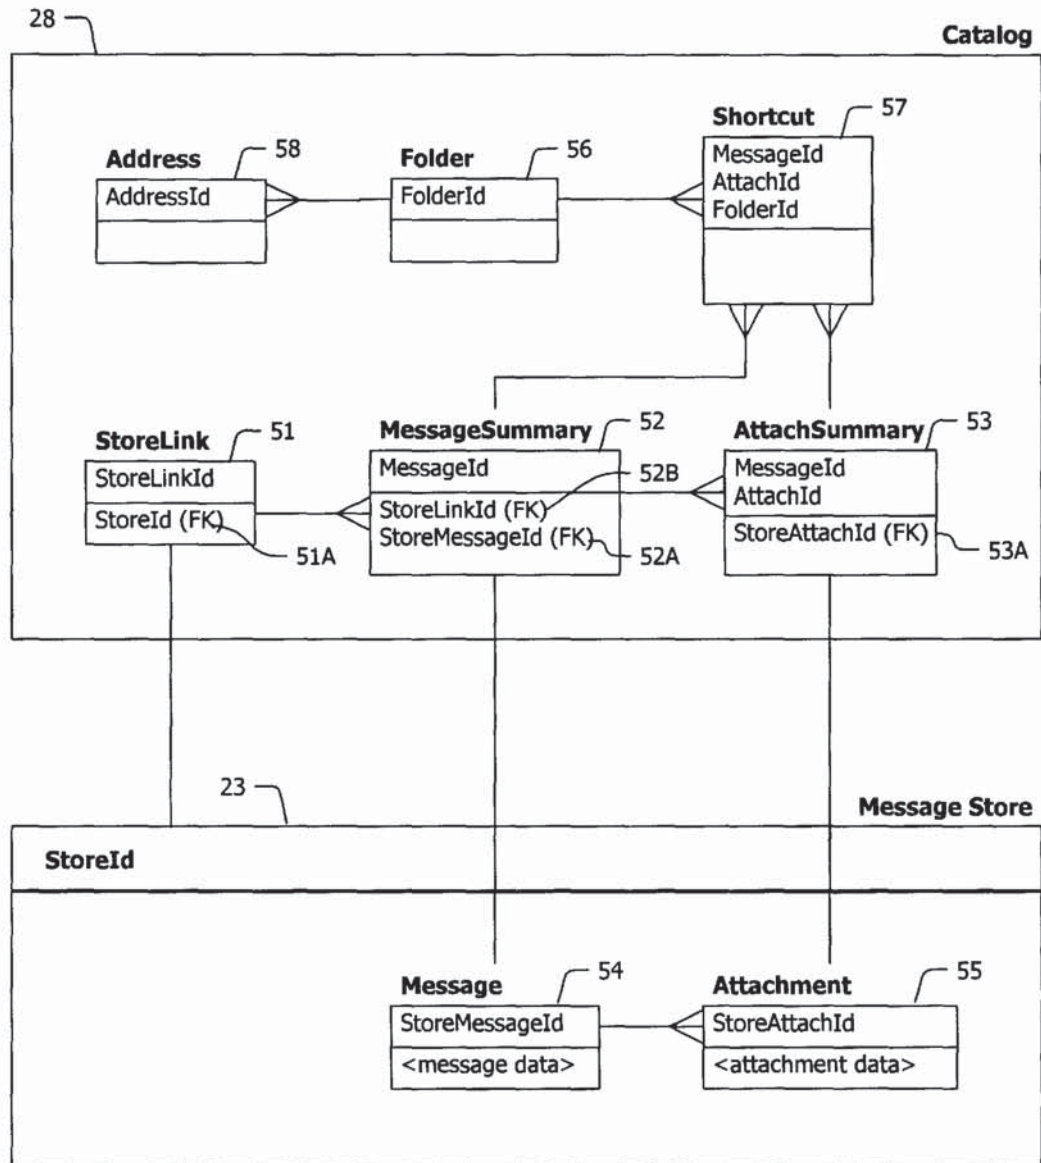 28
Catalog
Shortcut
57
MessageId
AttachId
FolderId
Address
58
AddressId
Folder
56
FolderId
StoreLink
51
StoreLinkId
StoreId (FK)
51A
MessageSummary
52
MessageId
52B
StoreLinkId (FK)
StoreMessageId (FK)
52A
AttachSummary
53
MessageId
AttachId
StoreAttachId (FK)
53A
23
Message Store
StoreId
Message
54
StoreMessageId
<message data>
Attachment
55
StoreAttachId
<attachment data>